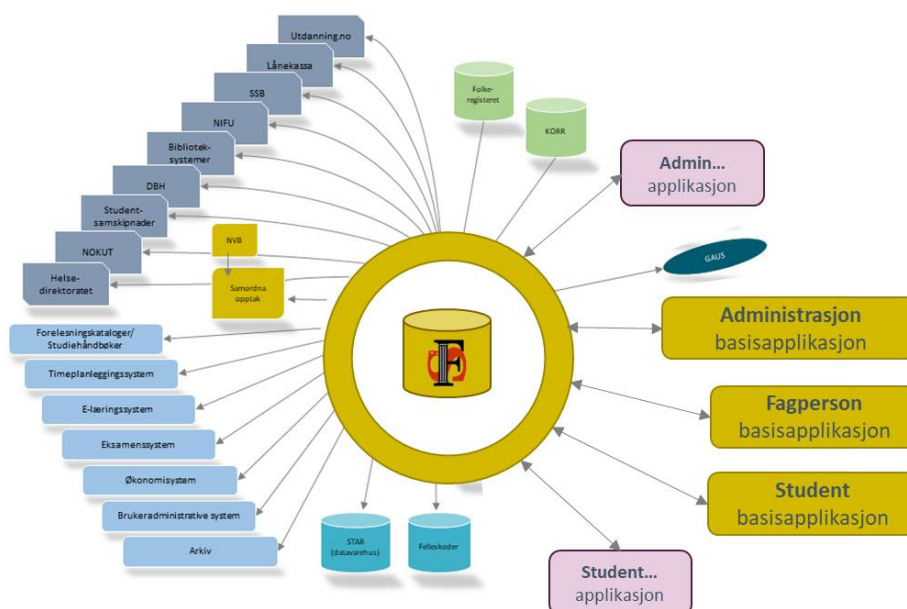 Utdanning.no
Lånekassa
SSB
NIFU
Bibliotek-
systemer
DBH
Student-
samskipnader
NOKUT
Helse-
direktoratet
NVB
Samordna
opptak
Forelesningskataloger/
Studiehåndbøker
Timeplanleggingssystem
E-læringssystem
Eksamenssystem
Økonomisystem
Brukeradministrative system
Arkiv
Folke-
registeret
KORR
Admin...
applikasjon
GAUS
Administrasjon
basisapplikasjon
Fagperson
basisapplikasjon
Student
basisapplikasjon
Student...
applikasjon
STAR
(datavarehus)
Felleskoder
FS